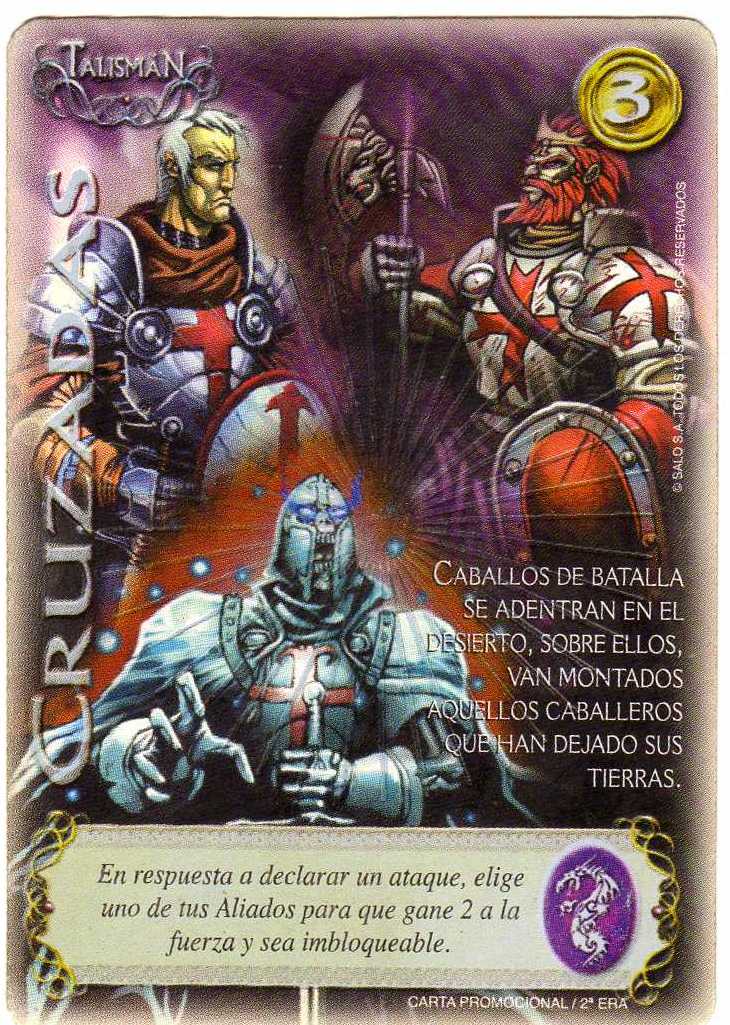 TALISMAN
3
CRUZADAS
© SALO S.A. TODOS LOS DERECHOS RESERVADOS
CABALLOS DE BATALLA
SE ADENTRAN EN EL
DESIERTO, SOBRE ELLOS,
VAN MONTADOS
AQUELLOS CABALLEROS
QUE HAN DEJADO SUS
TIERRAS.
En respuesta a declarar un ataque, elige
uno de tus Aliados para que gane 2 a la
fuerza y sea imbloqueable.
CARTA PROMOCIONAL / 2ª ERA